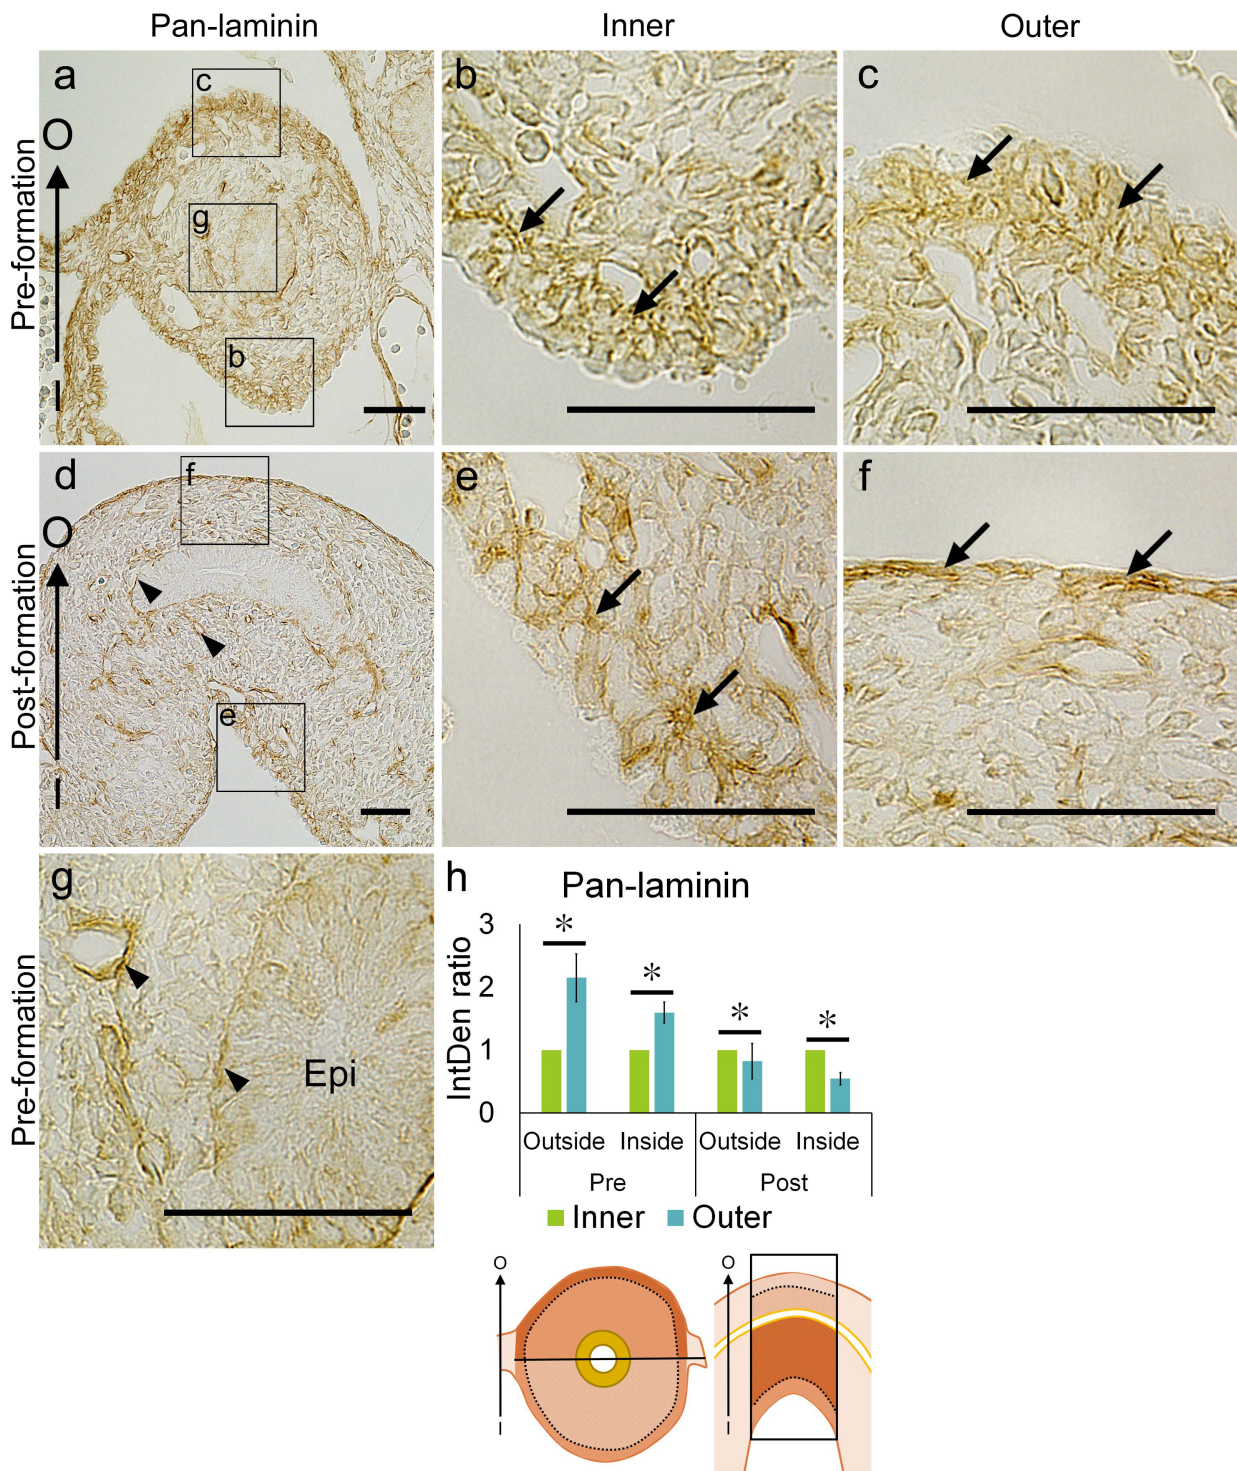 Pan-laminin
Inner
Outer
Pre-formation
a
c
g
b
O
I
b
c
Post-formation
d
f
e
O
I
e
f
Pre-formation
g
Epi
h
Pan-laminin
IntDen ratio
3
2
1
0
*
*
*
*
Outside
Inside
Outside
Inside
Pre
Post
Inner
Outer
O
I
O
I